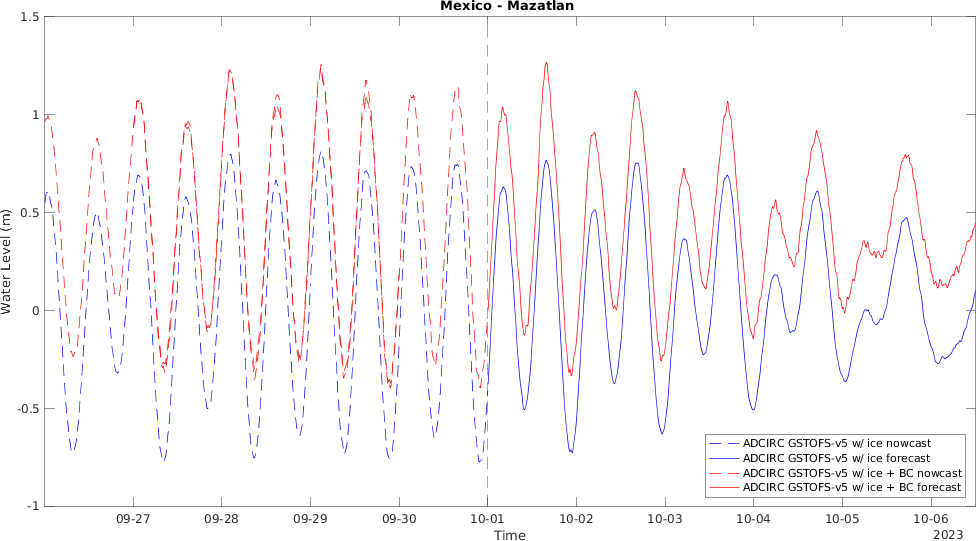 Mexico - Mazatlan
1.5
1
0.5
0
-0.5
-1
Water Level (m)
09-27 09-28 09-29 09-30 10-01 10-02 10-03 10-04 10-05 10-06
Time
2023
ADCIRC GSTOFS-v5 w/ ice nowcast
ADCIRC GSTOFS-v5 w/ ice forecast
ADCIRC GSTOFS-v5 w/ ice + BC nowcast
ADCIRC GSTOFS-v5 w/ ice + BC forecast